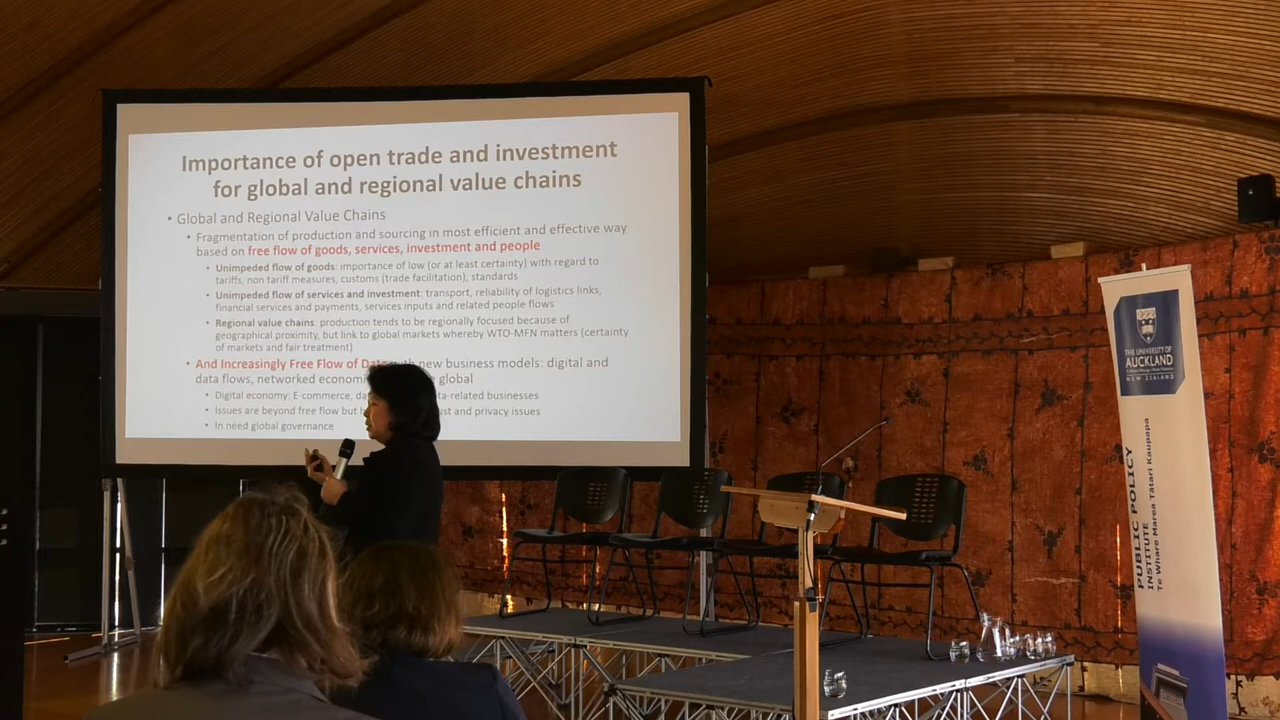 Importance of open trade and investment
for global and regional value chains
• Global and Regional Value Chains
• Fragmentation of production and sourcing in most efficient and effective way
based on free flow of goods, services, investment and people
• Unimpeded flow of goods: importance of low (or at least certainty) with regard to
tariffs, non tariff measures, customs (trade facilitation), standards
• Unimpeded flow of services and investment: transport, reliability of logistics links,
financial services and payments, services inputs and related people flows
• Regional value chains: production tends to be regionally focused because of
geographical proximity, but link to global markets whereby WTO-MFN matters (certainty
of markets and fair treatment)
• And Increasingly Free Flow of Data new business models: digital and
data flows, networked global
• Digital economy: E-commerce, businesses
• Issues are beyond free flow but and privacy issues
• In need global governance
THE UNIVERSITY OF
AUCKLAND
NEW ZEALAND
PUBLIC POLICY
INSTITUTE
Te Whare Marea Tātari Kaupapa